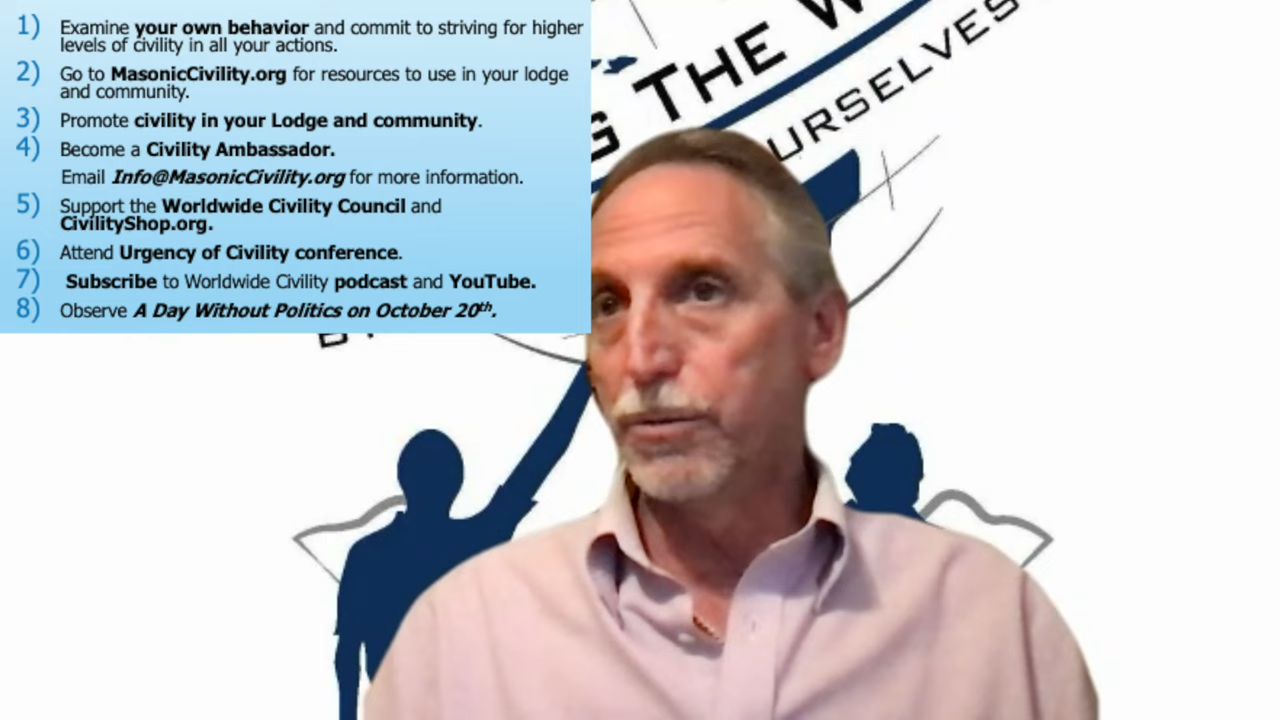 1) Examine your own behavior and commit to striving for higher
levels of civility in all your actions.
2) Go to MasonicCivility.org for resources to use in your lodge
and community.
3) Promote civility in your Lodge and community.
4) Become a Civility Ambassador.
Email Info@MasonicCivility.org for more information.
5) Support the Worldwide Civility Council and
CivilityShop.org.
6) Attend Urgency of Civility conference.
7) Subscribe to Worldwide Civility podcast and YouTube.
8) Observe A Day Without Politics on October 20th.
G THE W
URSELVES